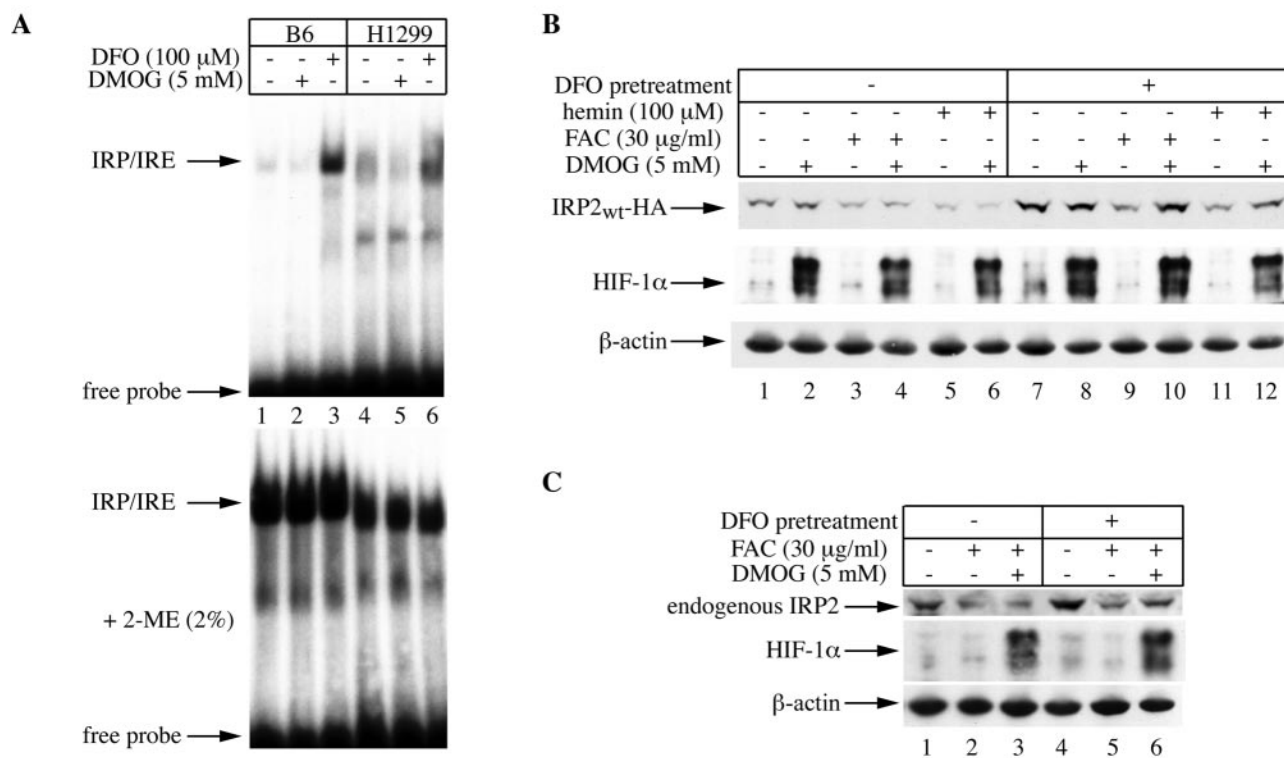 A
B6 H1299
DFO (100 μM) - - + - - +
DMOG (5 mM) - + - - + -
IRP/IRE
free probe
1 2 3 4 5 6
IRP/IRE
+ 2-ME (2%)
free probe
B
DFO pretreatment - +
hemin (100 μM) - - - - + + - - - - + +
FAC (30 μg/ml) - - + + - - - - + + - -
DMOG (5 mM) - + - + - + - + - + - +
IRP2wt-HA
HIF-1α
β-actin
1 2 3 4 5 6 7 8 9 10 11 12
C
DFO pretreatment - +
FAC (30 μg/ml) - + + - + +
DMOG (5 mM) - - + - - +
endogenous IRP2
HIF-1α
β-actin
1 2 3 4 5 6